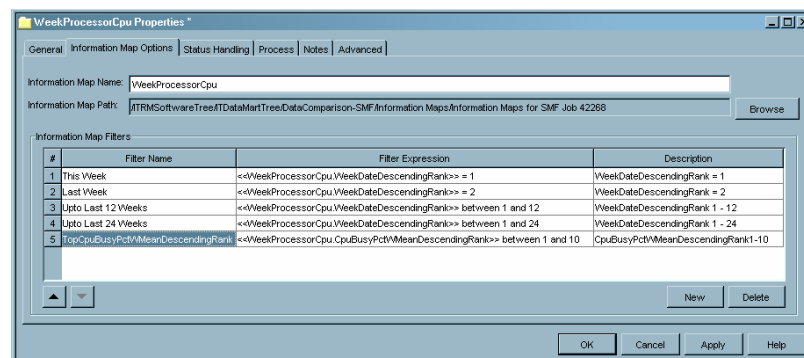 WeekProcessorCpu Properties *
General Information Map Options Status Handling Process Notes Advanced
Information Map Name: WeekProcessorCpu
Information Map Path: /ITRMSoftwareTree/ITDataMartTree/DataComparison-SMF/Information Maps/Information Maps for SMF Job 42268 Browse
Information Map Filters
# Filter Name Filter Expression Description
1 This Week <<WeekProcessorCpu.WeekDateDescendingRank>> = 1 WeekDateDescendingRank = 1
2 Last Week <<WeekProcessorCpu.WeekDateDescendingRank>> = 2 WeekDateDescendingRank = 2
3 Upto Last 12 Weeks <<WeekProcessorCpu.WeekDateDescendingRank>> between 1 and 12 WeekDateDescendingRank 1 - 12
4 Upto Last 24 Weeks <<WeekProcessorCpu.WeekDateDescendingRank>> between 1 and 24 WeekDateDescendingRank 1 - 24
5 TopCpuBusyPctWMeanDescendingRank <<WeekProcessorCpu.CpuBusyPctWMeanDescendingRank>> between 1 and 10 CpuBusyPctWMeanDescendingRank1-10
New Delete
OK Cancel Apply Help